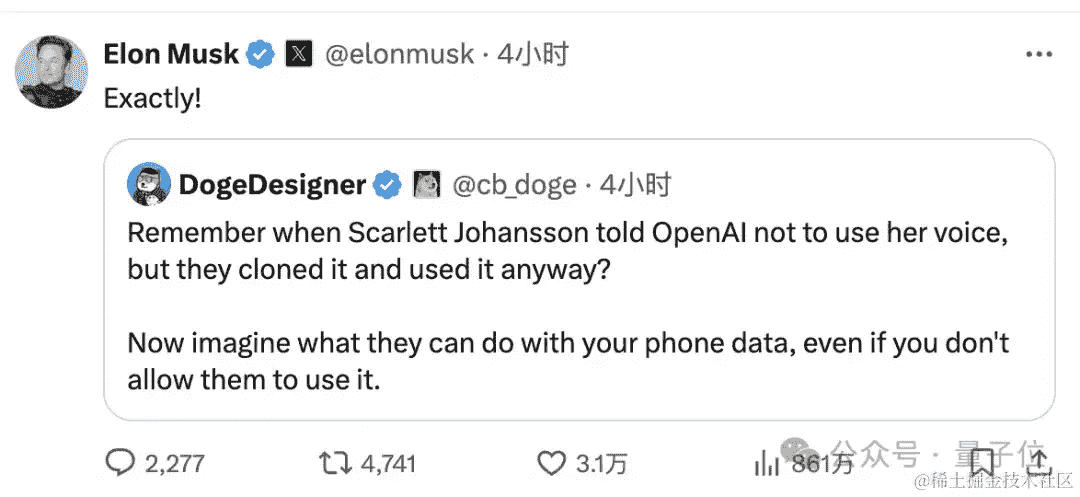 Elon Musk @elonmusk · 4小时
Exactly!
DogeDesigner @cb_doge · 4小时
Remember when Scarlett Johansson told OpenAI not to use her voice,
but they cloned it and used it anyway?
Now imagine what they can do with your phone data, even if you don't
allow them to use it.
2,277 4,741 3.1万 861万
公众号 · 量子位
@稀土掘金技术社区